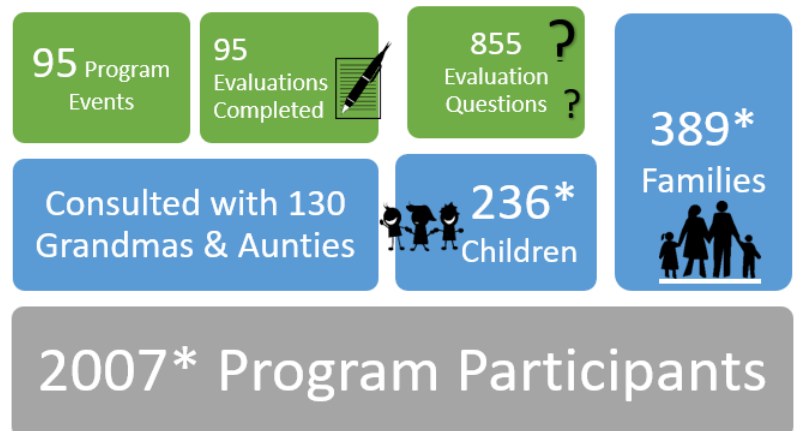 95 Program
Events
95
Evaluations
Completed
855 ?
Evaluation
Questions ?
389*
Families
Consulted with 130
Grandmas & Aunties
236*
Children
2007* Program Participants